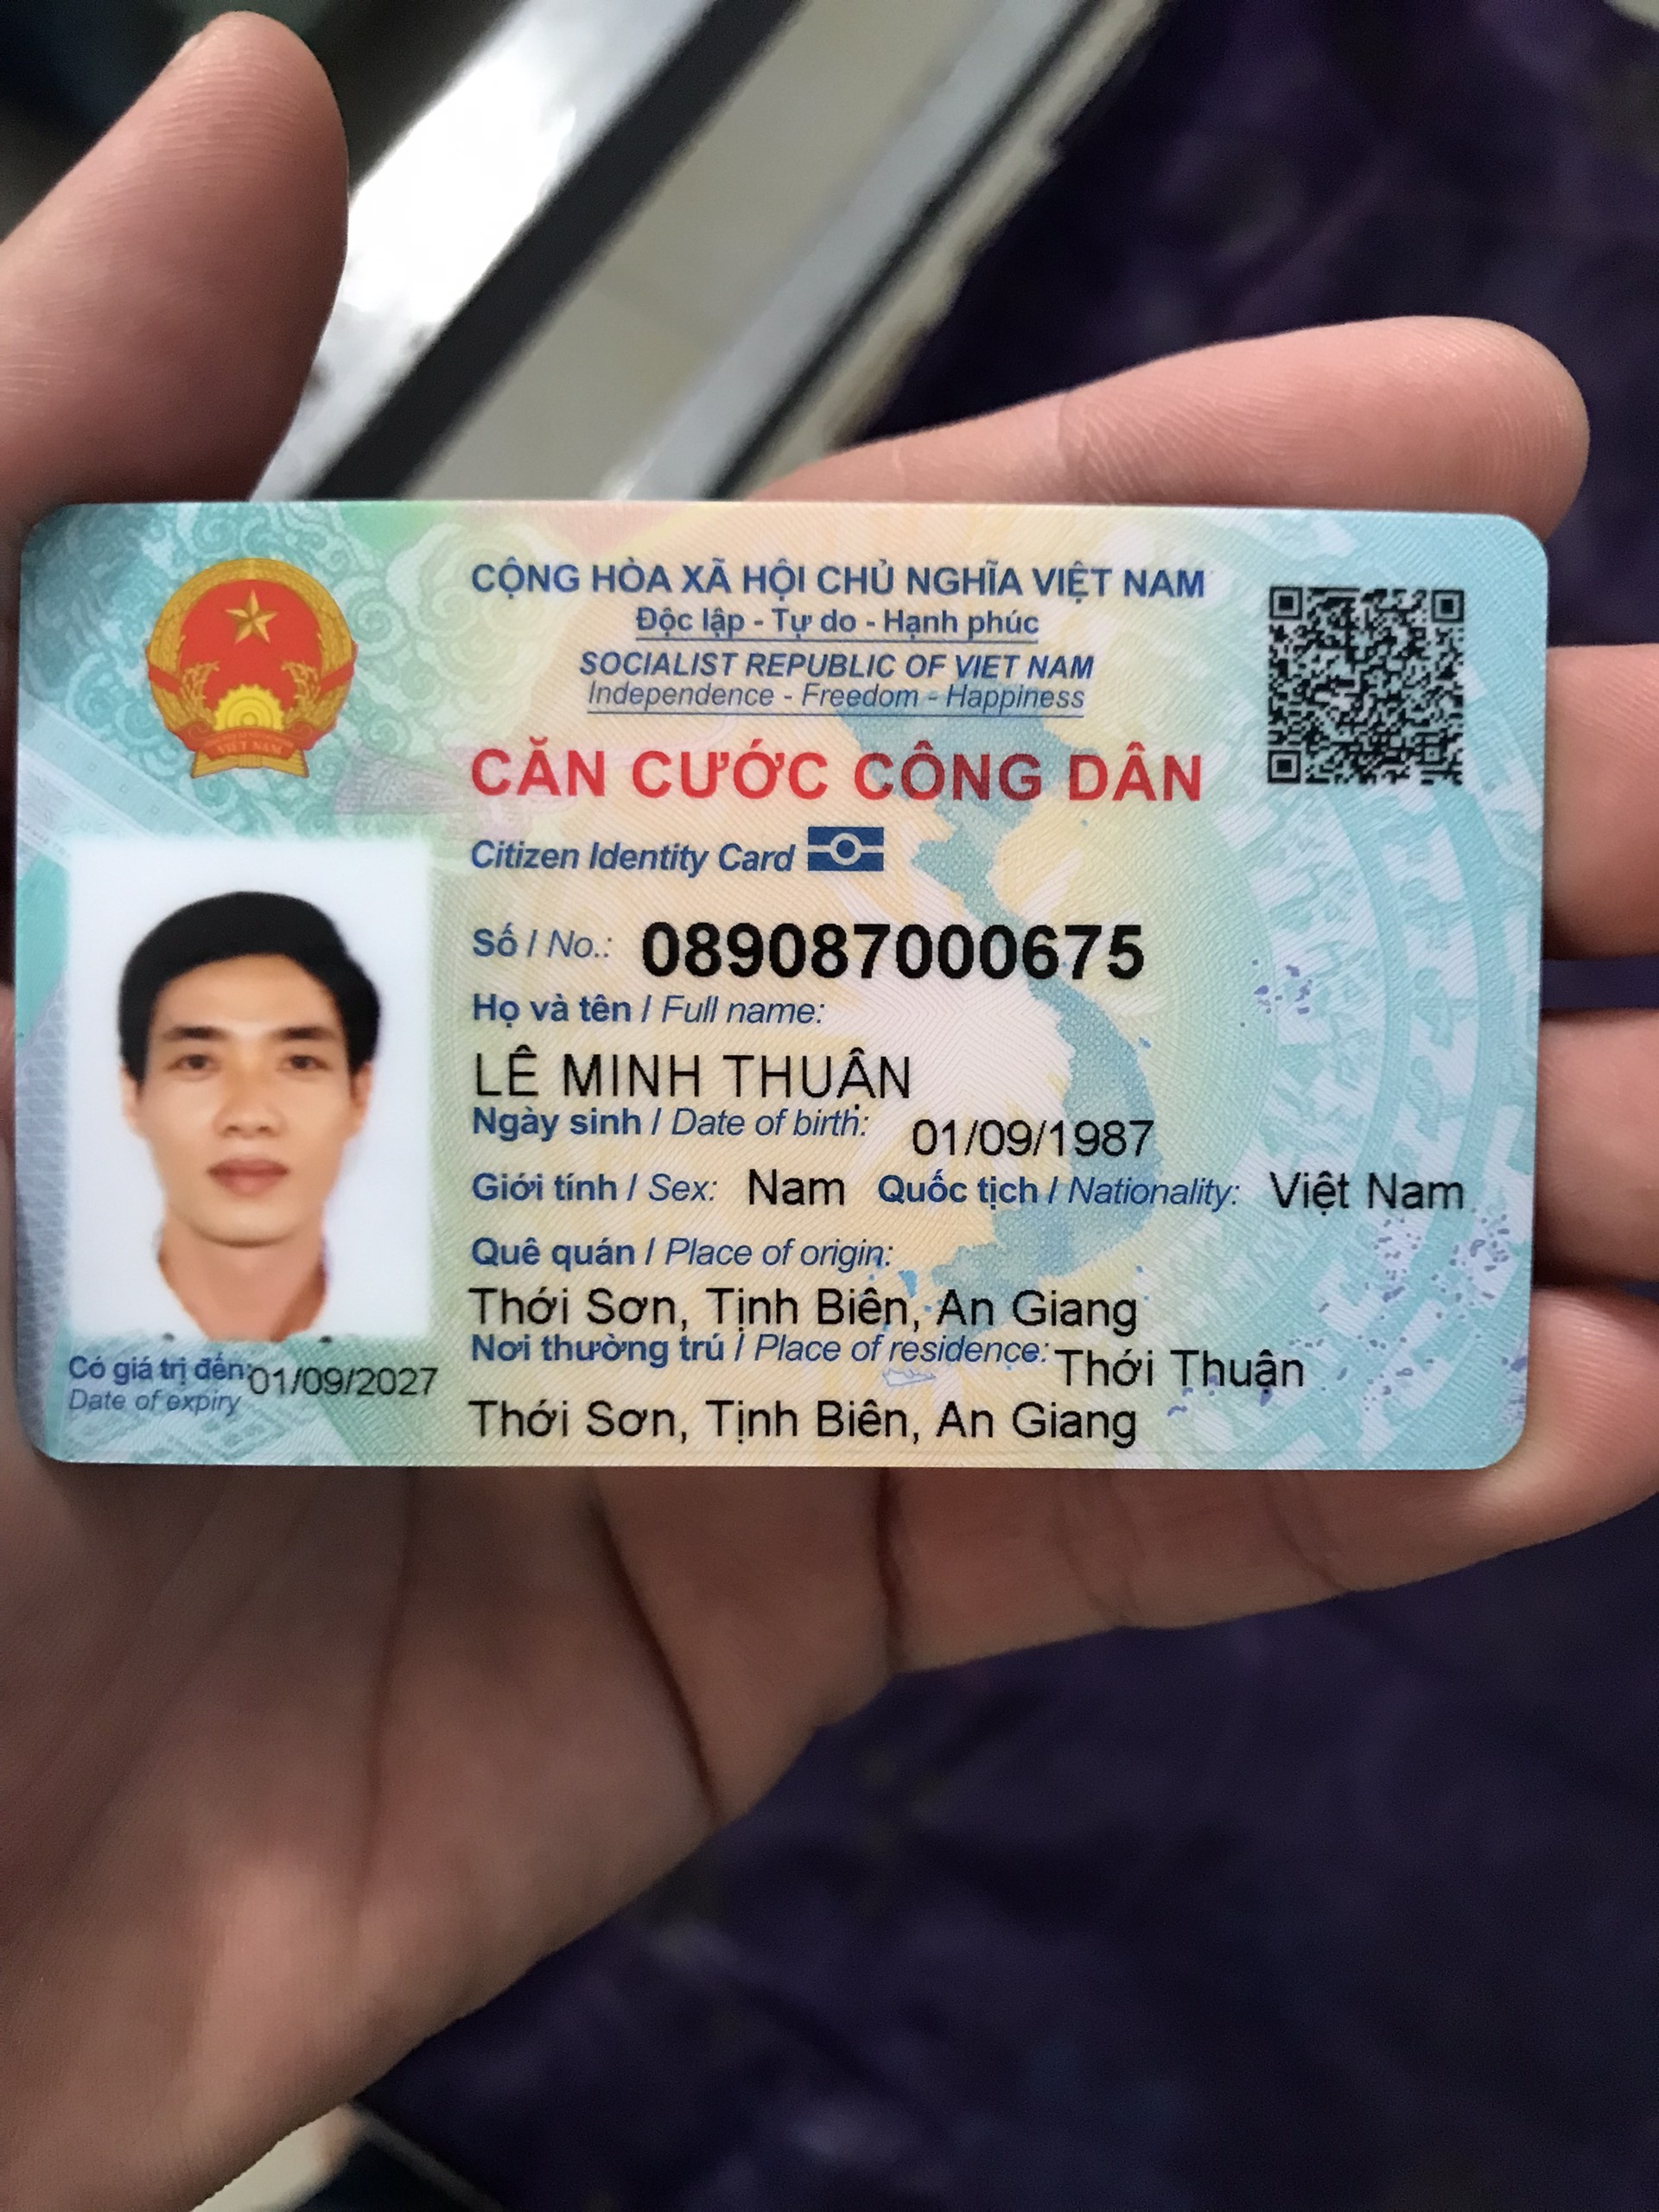 CỘNG HÒA XÃ HỘI CHỦ NGHĨA VIỆT NAM
Độc lập - Tự do - Hạnh phúc
SOCIALIST REPUBLIC OF VIET NAM
Independence - Freedom - Happiness
CĂN CƯỚC CÔNG DÂN
Citizen Identity Card
Số / No.: 089087000675
Họ và tên / Full name:
LÊ MINH THUẬN
Ngày sinh / Date of birth: 01/09/1987
Giới tính / Sex: Nam Quốc tịch / Nationality: Việt Nam
Quê quán / Place of origin:
Thới Sơn, Tịnh Biên, An Giang
Nơi thường trú / Place of residence: Thới Thuận
Thới Sơn, Tịnh Biên, An Giang
Có giá trị đến: 01/09/2027
Date of expiry
VIỆT NAM